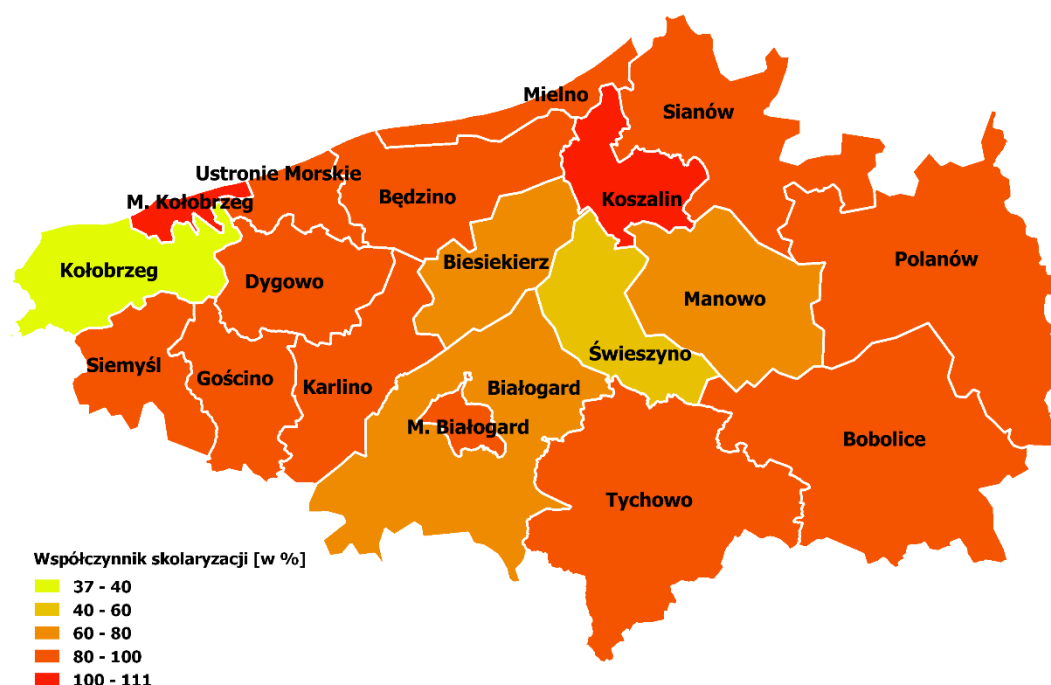 Mielno
Sianów
Ustronie Morskie
M. Kołobrzeg
Będzino
Koszalin
Kołobrzeg
Dygowo
Biesiekierz
Polanów
Manowo
Siemyśl
Gościno
Karlino
Świeszyno
Białogard
M. Białogard
Bobolice
Tychowo
Współczynnik skolaryzacji [w %]
37 - 40
40 - 60
60 - 80
80 - 100
100 - 111